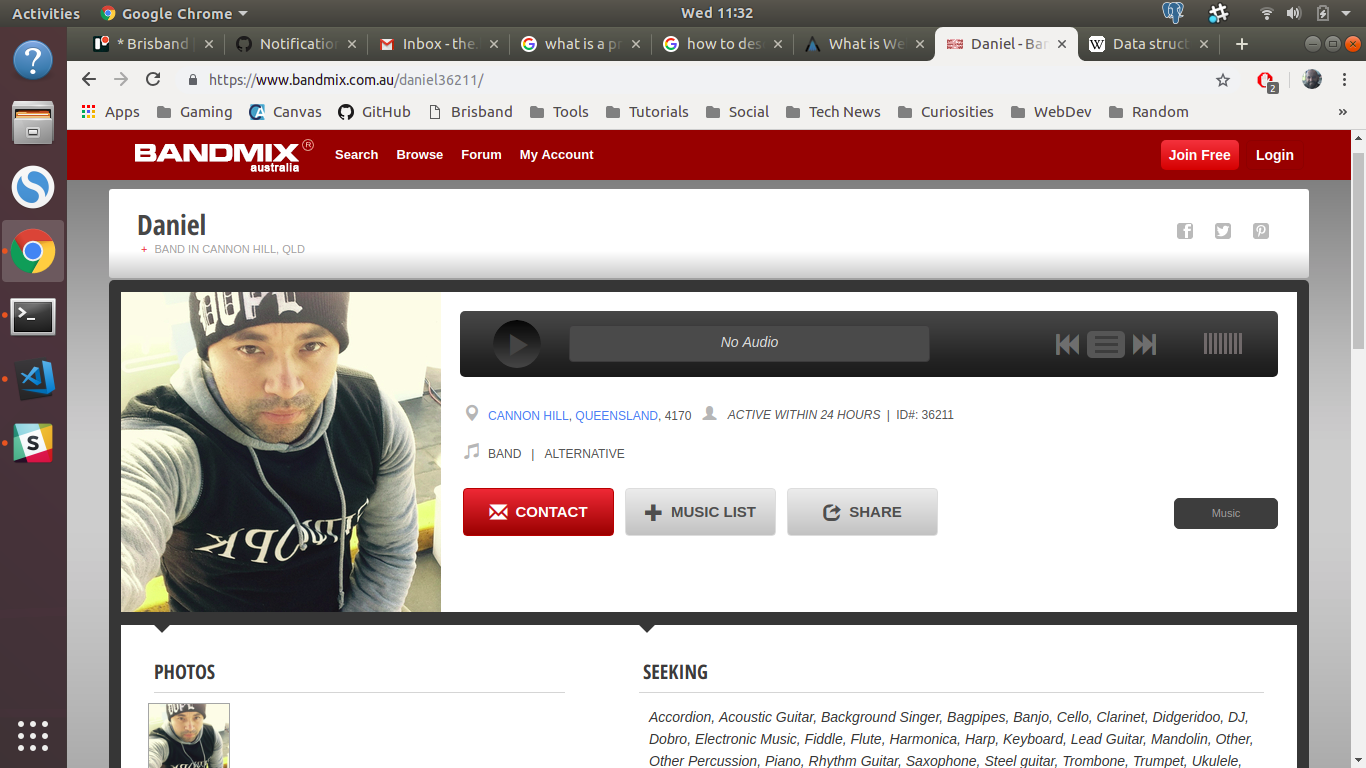 Activities Google Chrome Wed 11:32
* Brisband Notification Inbox - the. what is a pr how to des What is We Daniel - Ban Data struct
https://www.bandmix.com.au/daniel36211/ 2
Apps Gaming Canvas GitHub Brisband Tools Tutorials Social Tech News Curiosities WebDev Random »
BANDMIX® australia Search Browse Forum My Account Join Free Login
Daniel
+ BAND IN CANNON HILL, QLD
DOPE
No Audio
CANNON HILL, QUEENSLAND, 4170 ACTIVE WITHIN 24 HOURS | ID#: 36211
BAND | ALTERNATIVE
CONTACT MUSIC LIST SHARE Music
PHOTOS
SEEKING
Accordion, Acoustic Guitar, Background Singer, Bagpipes, Banjo, Cello, Clarinet, Didgeridoo, DJ,
Dobro, Electronic Music, Fiddle, Flute, Harmonica, Harp, Keyboard, Lead Guitar, Mandolin, Other,
Other Percussion, Piano, Rhythm Guitar, Saxophone, Steel guitar, Trombone, Trumpet, Ukulele,